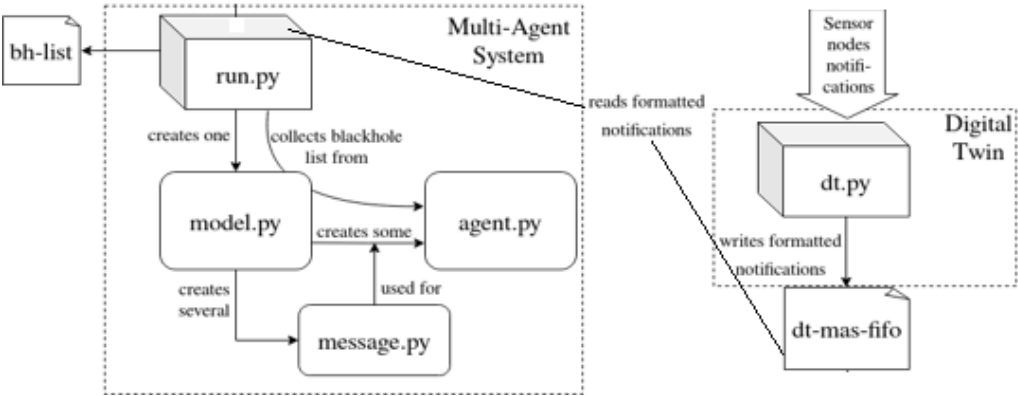 bh-list
Multi-Agent
System
run.py
creates one
collects blackhole
list from
model.py
agent.py
creates some
creates
several
used for
message.py
reads formatted
notifications
Sensor
nodes
notifi-
cations
Digital
Twin
dt.py
writes formatted
notifications
dt-mas-fifo